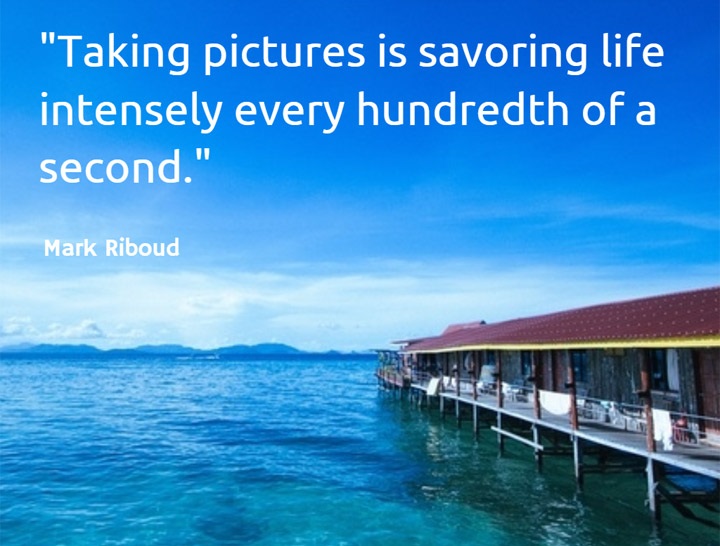 "Taking pictures is savoring life
intensely every hundredth of a
second."
Mark Riboud